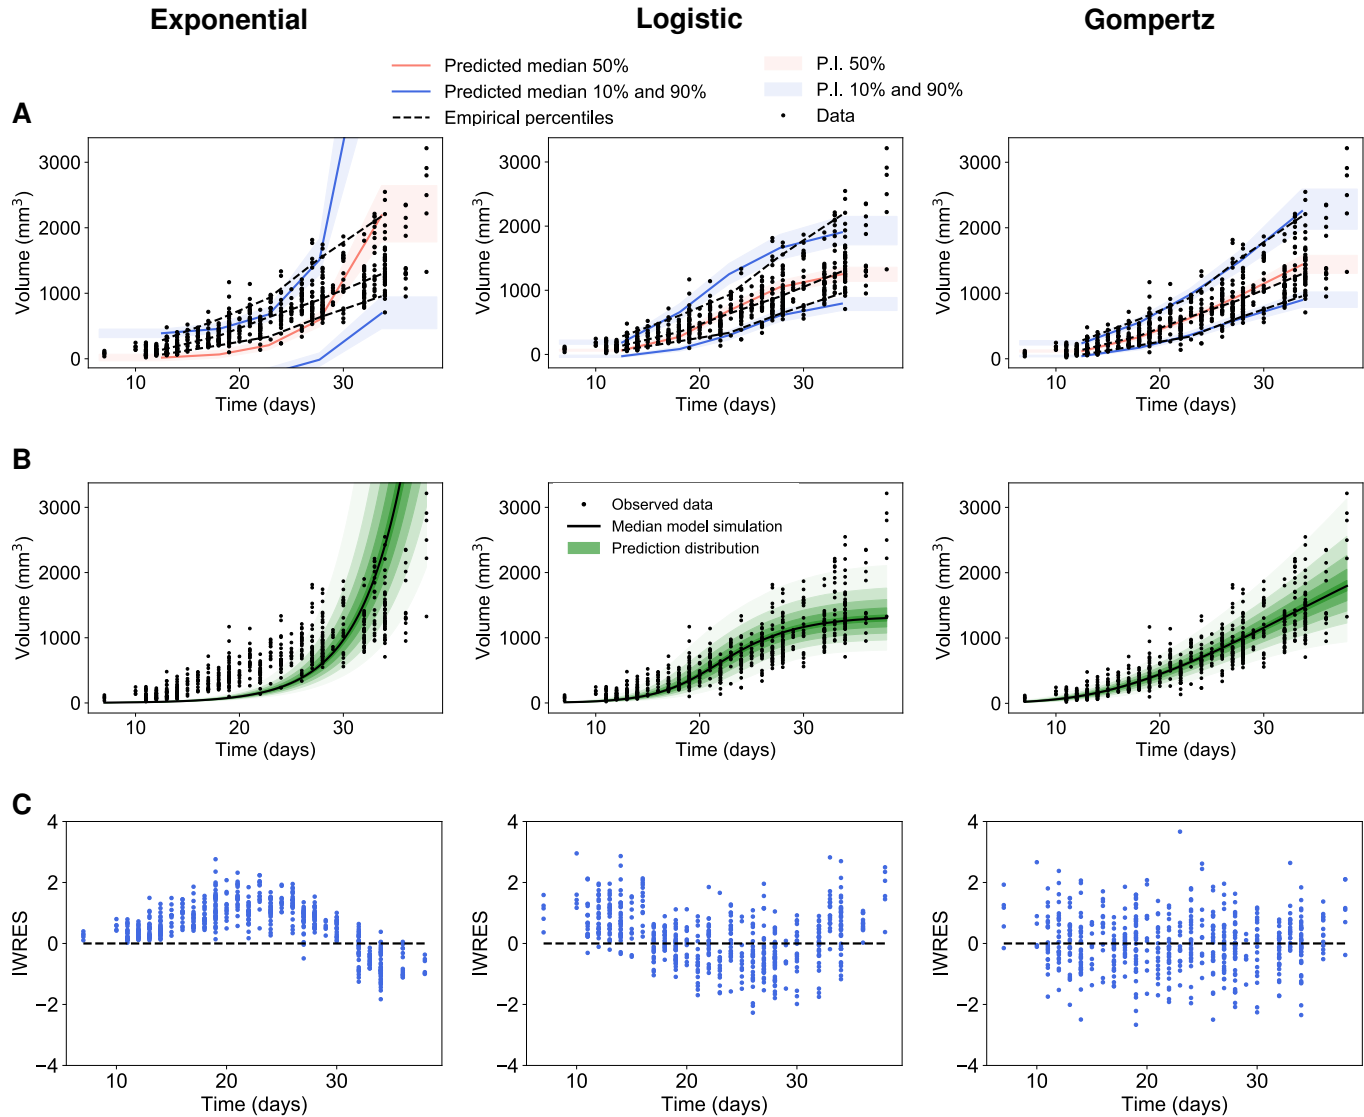 Exponential Logistic Gompertz
Predicted median 50% P.I. 50%
Predicted median 10% and 90% P.I. 10% and 90%
Empirical percentiles Data
A
3000
2000
1000
0
Volume (mm³)
10 20 30
Time (days)
3000
2000
1000
0
Volume (mm³)
10 20 30
Time (days)
3000
2000
1000
0
Volume (mm³)
10 20 30
Time (days)
B
3000
2000
1000
0
Volume (mm³)
10 20 30
Time (days)
Observed data
Median model simulation
Prediction distribution
3000
2000
1000
0
Volume (mm³)
10 20 30
Time (days)
3000
2000
1000
0
Volume (mm³)
10 20 30
Time (days)
C
4
2
0
−2
−4
IWRES
10 20 30
Time (days)
4
2
0
−2
−4
IWRES
10 20 30
Time (days)
4
2
0
−2
−4
IWRES
10 20 30
Time (days)